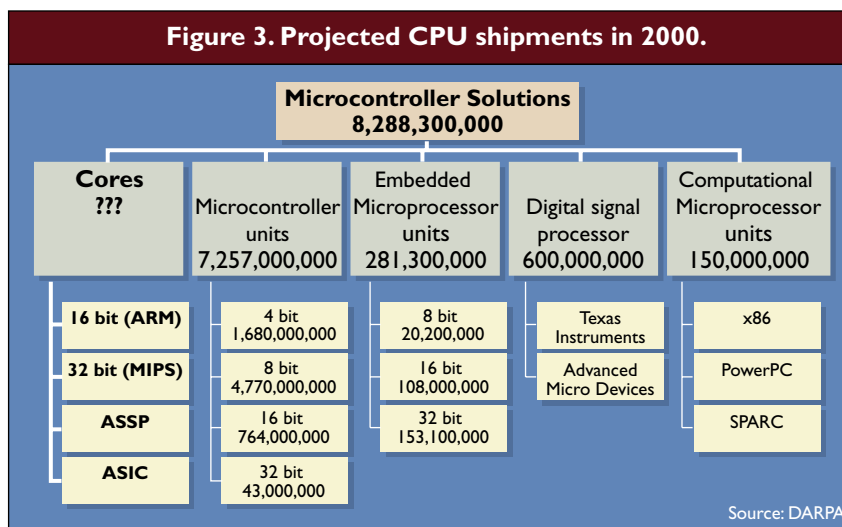 Figure 3. Projected CPU shipments in 2000.
Microcontroller Solutions
8,288,300,000
Cores
???
16 bit (ARM)
32 bit (MIPS)
ASSP
ASIC
Microcontroller
units
7,257,000,000
4 bit
1,680,000,000
8 bit
4,770,000,000
16 bit
764,000,000
32 bit
43,000,000
Embedded
Microprocessor
units
281,300,000
8 bit
20,200,000
16 bit
108,000,000
32 bit
153,100,000
Digital signal
processor
600,000,000
Texas
Instruments
Advanced
Micro Devices
Computational
Microprocessor
units
150,000,000
x86
PowerPC
SPARC
Source: DARPA